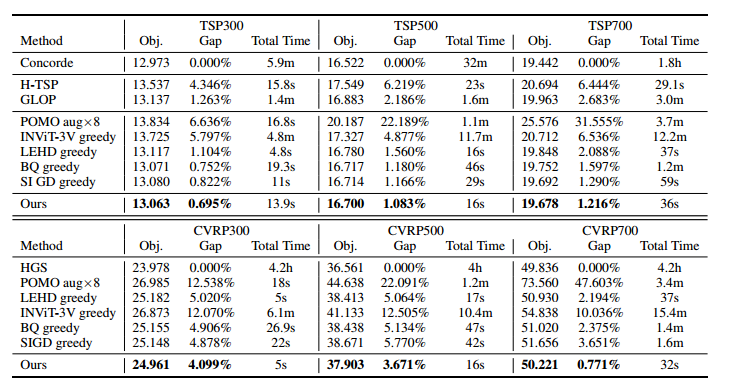 TSP300 TSP500 TSP700
Method Obj. Gap Total Time Obj. Gap Total Time Obj. Gap Total Time
Concorde 12.973 0.000% 5.9m 16.522 0.000% 32m 19.442 0.000% 1.8h
H-TSP 13.537 4.346% 15.8s 17.549 6.219% 23s 20.694 6.444% 29.1s
GLOP 13.137 1.263% 1.4m 16.883 2.186% 1.6m 19.963 2.683% 3.0m
POMO aug×8 13.834 6.636% 16.8s 20.187 22.189% 1.1m 25.576 31.555% 3.7m
INViT-3V greedy 13.725 5.797% 4.8m 17.327 4.877% 11.7m 20.712 6.536% 12.2m
LEHD greedy 13.117 1.104% 4.8s 16.780 1.560% 16s 19.848 2.088% 37s
BQ greedy 13.071 0.752% 19.3s 16.717 1.180% 46s 19.752 1.597% 1.2m
SI GD greedy 13.080 0.822% 11s 16.714 1.166% 29s 19.692 1.290% 59s
Ours 13.063 0.695% 13.9s 16.700 1.083% 16s 19.678 1.216% 36s
CVRP300 CVRP500 CVRP700
Method Obj. Gap Total Time Obj. Gap Total Time Obj. Gap Total Time
HGS 23.978 0.000% 4.2h 36.561 0.000% 4h 49.836 0.000% 4.2h
POMO aug×8 26.985 12.538% 18s 44.638 22.091% 1.2m 73.560 47.603% 3.4m
LEHD greedy 25.182 5.020% 5s 38.413 5.064% 17s 50.930 2.194% 37s
INViT-3V greedy 26.873 12.070% 6.1m 41.133 12.505% 10.4m 54.838 10.036% 15.4m
BQ greedy 25.155 4.906% 26.9s 38.438 5.134% 47s 51.020 2.375% 1.4m
SIGD greedy 25.148 4.878% 22s 38.671 5.770% 42s 51.656 3.651% 1.6m
Ours 24.961 4.099% 5s 37.903 3.671% 16s 50.221 0.771% 32s